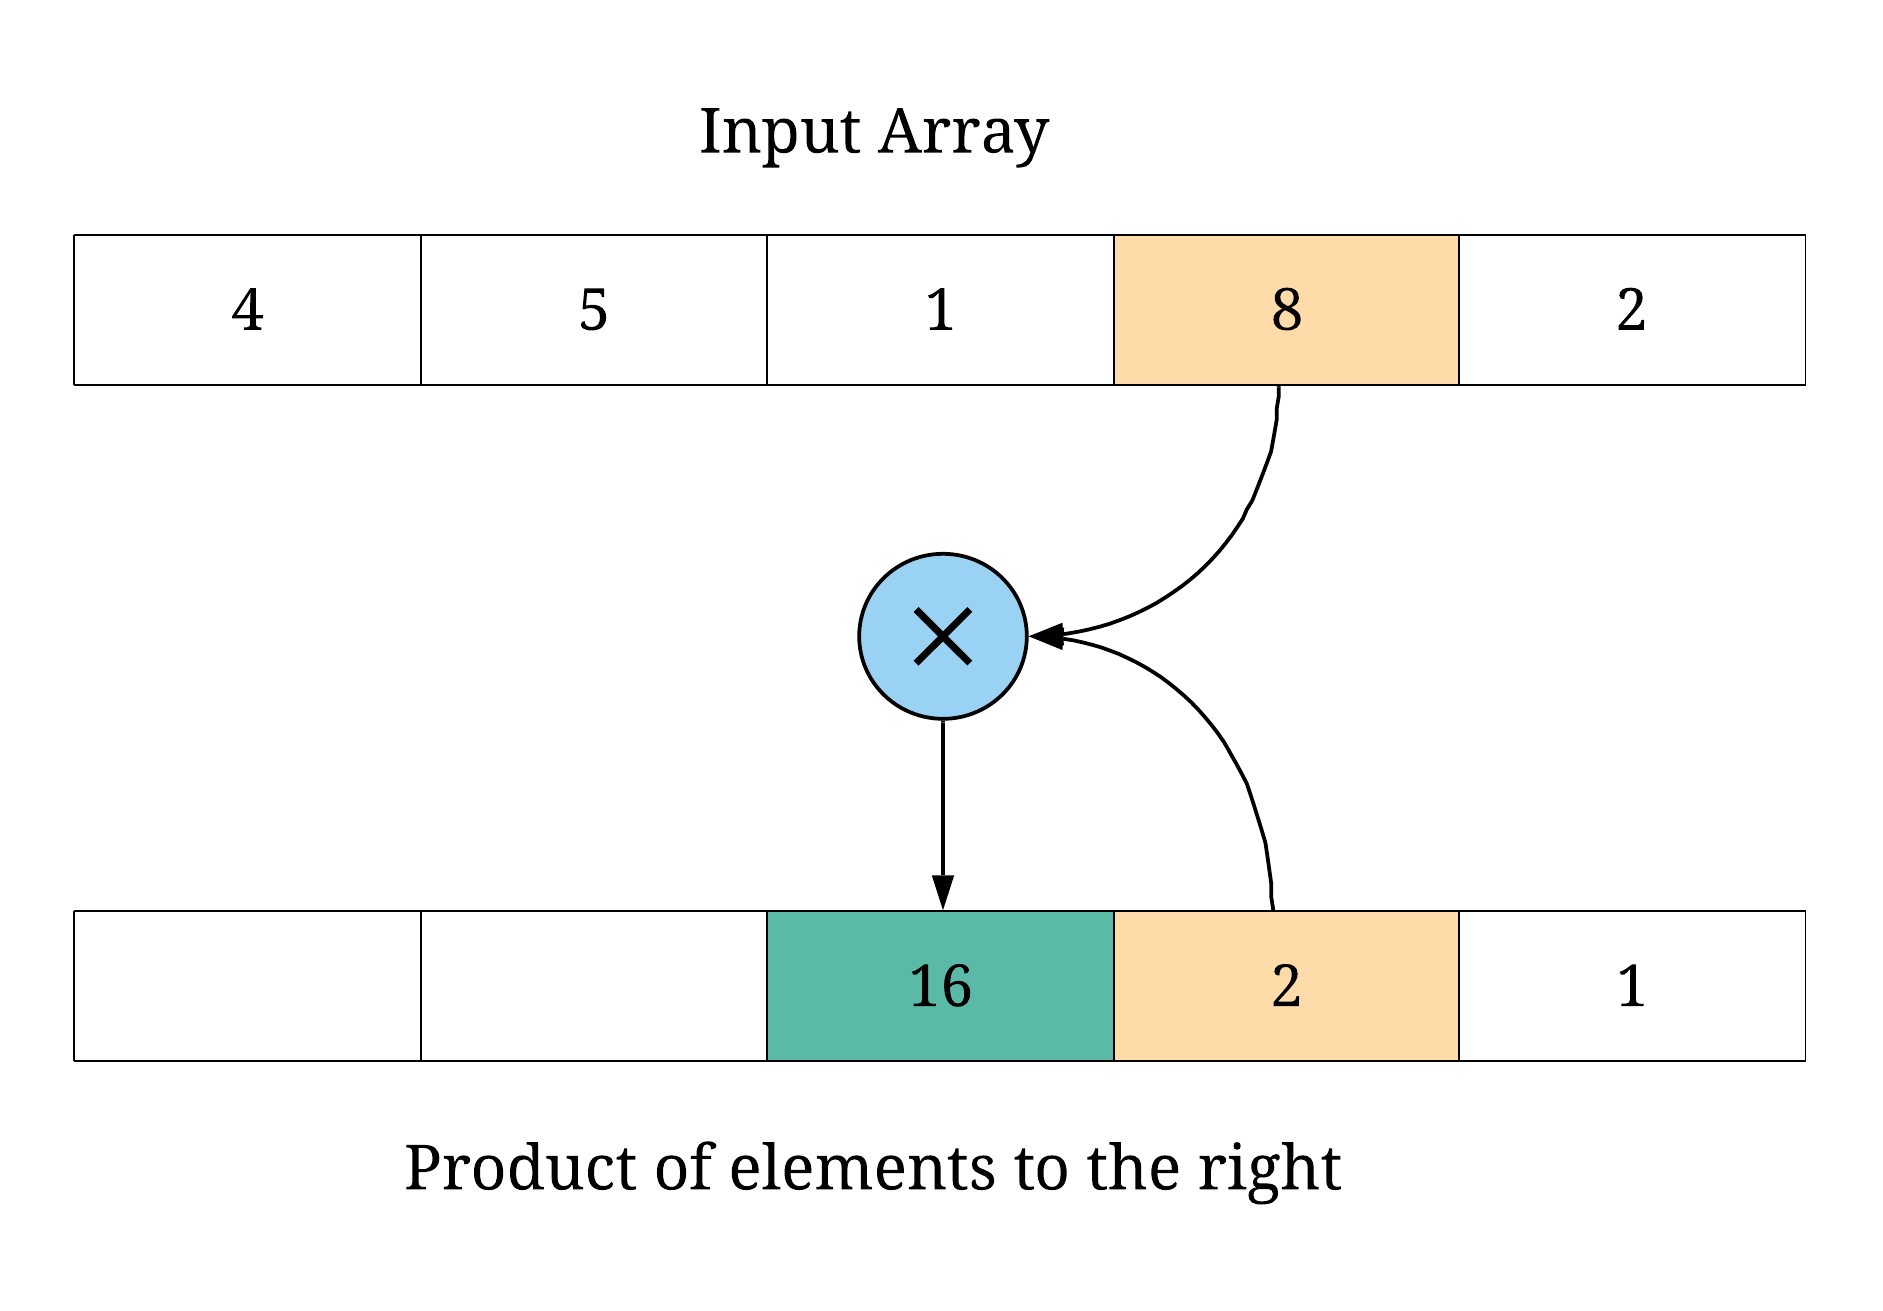 Input Array
4 5 1 8 2
×
16 2 1
Product of elements to the right